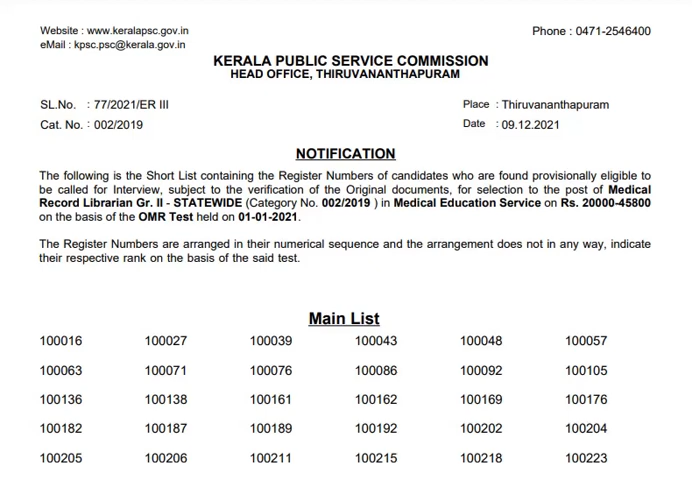 Website : www.keralapsc.gov.in Phone : 0471-2546400
eMail : kpsc.psc@kerala.gov.in
KERALA PUBLIC SERVICE COMMISSION
HEAD OFFICE, THIRUVANANTHAPURAM
SL.No. : 77/2021/ER III Place : Thiruvananthapuram
Cat. No. : 002/2019 Date : 09.12.2021
NOTIFICATION
The following is the Short List containing the Register Numbers of candidates who are found provisionally eligible to
be called for Interview, subject to the verification of the Original documents, for selection to the post of Medical
Record Librarian Gr. II - STATEWIDE (Category No. 002/2019 ) in Medical Education Service on Rs. 20000-45800
on the basis of the OMR Test held on 01-01-2021.
The Register Numbers are arranged in their numerical sequence and the arrangement does not in any way, indicate
their respective rank on the basis of the said test.
Main List
100016 100027 100039 100043 100048 100057
100063 100071 100076 100086 100092 100105
100136 100138 100161 100162 100169 100176
100182 100187 100189 100192 100202 100204
100205 100206 100211 100215 100218 100223